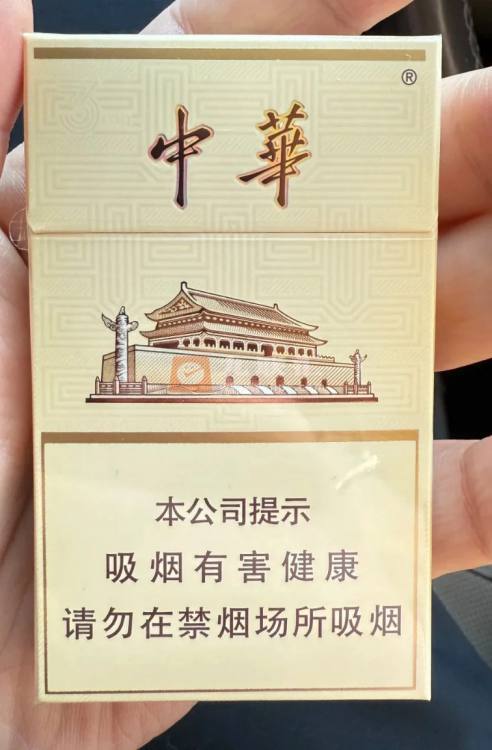 ®
中華
本公司提示
吸烟有害健康
请勿在禁烟场所吸烟